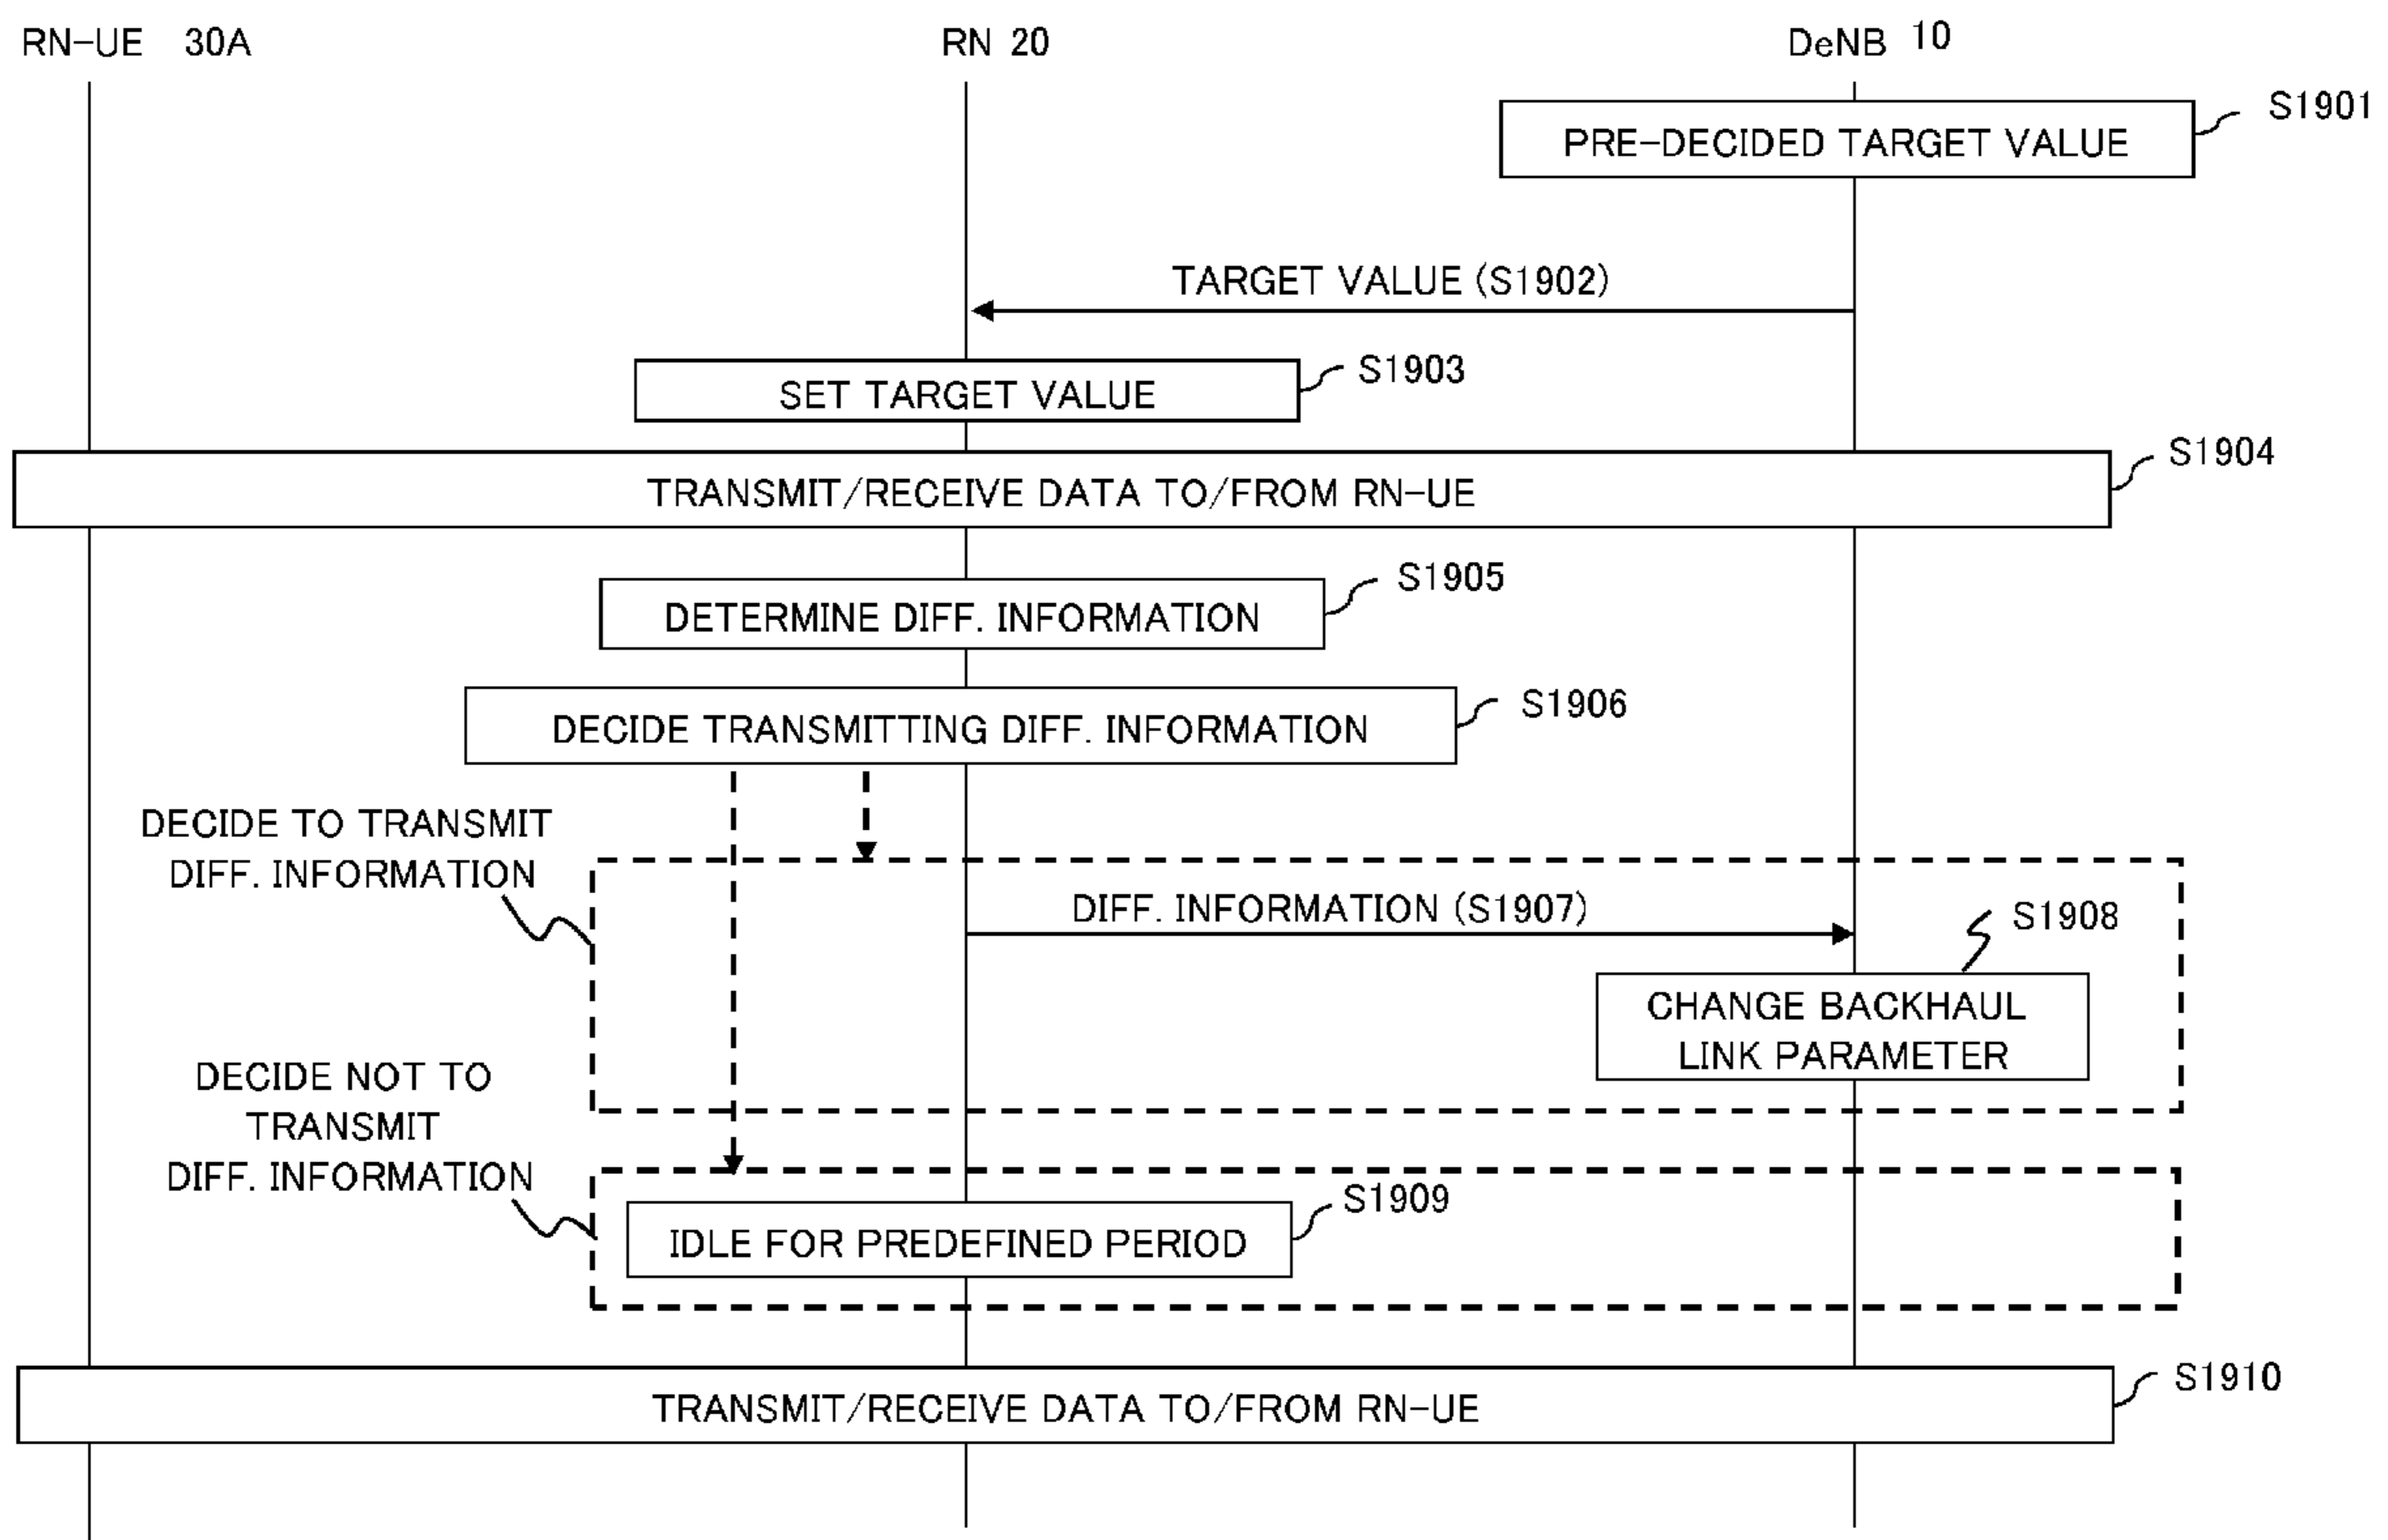 RN-UE 30A
RN 20
DeNB 10
S1901
PRE-DECIDED TARGET VALUE
TARGET VALUE (S1902)
S1903
SET TARGET VALUE
S1904
TRANSMIT/RECEIVE DATA TO/FROM RN-UE
S1905
DETERMINE DIFF. INFORMATION
S1906
DECIDE TRANSMITTING DIFF. INFORMATION
DECIDE TO TRANSMIT
DIFF. INFORMATION
DIFF. INFORMATION (S1907)
S1908
CHANGE BACKHAUL
LINK PARAMETER
DECIDE NOT TO
TRANSMIT
DIFF. INFORMATION
S1909
IDLE FOR PREDEFINED PERIOD
S1910
TRANSMIT/RECEIVE DATA TO/FROM RN-UE